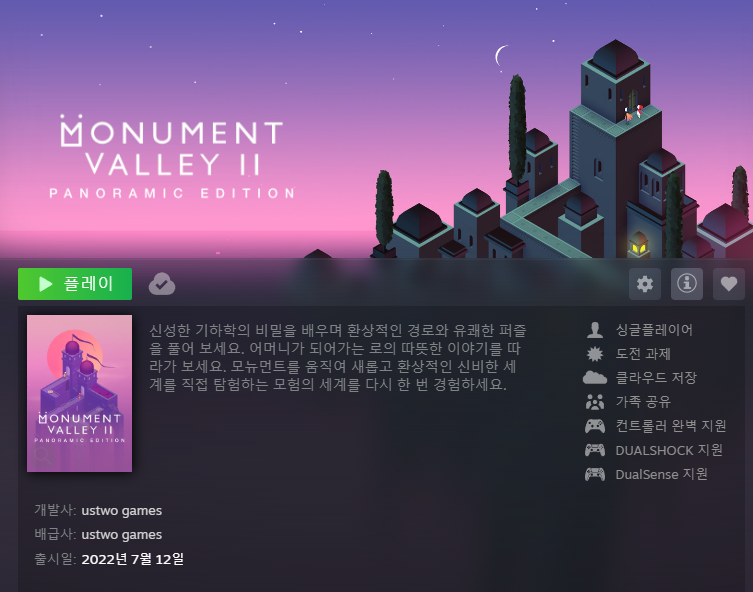 MONUMENT
VALLEY II
PANORAMIC EDITION
플레이
MONUMENT
VALLEY II
PANORAMIC EDITION
신성한 기하학의 비밀을 배우며 환상적인 경로와 유쾌한 퍼즐
을 풀어 보세요. 어머니가 되어가는 로의 따뜻한 이야기를 따
라가 보세요. 모뉴먼트를 움직여 새롭고 환상적인 신비한 세
계를 직접 탐험하는 모험의 세계를 다시 한 번 경험하세요.
싱글플레이어
도전 과제
클라우드 저장
가족 공유
컨트롤러 완벽 지원
DUALSHOCK 지원
DualSense 지원
개발사: ustwo games
배급사: ustwo games
출시일: 2022년 7월 12일